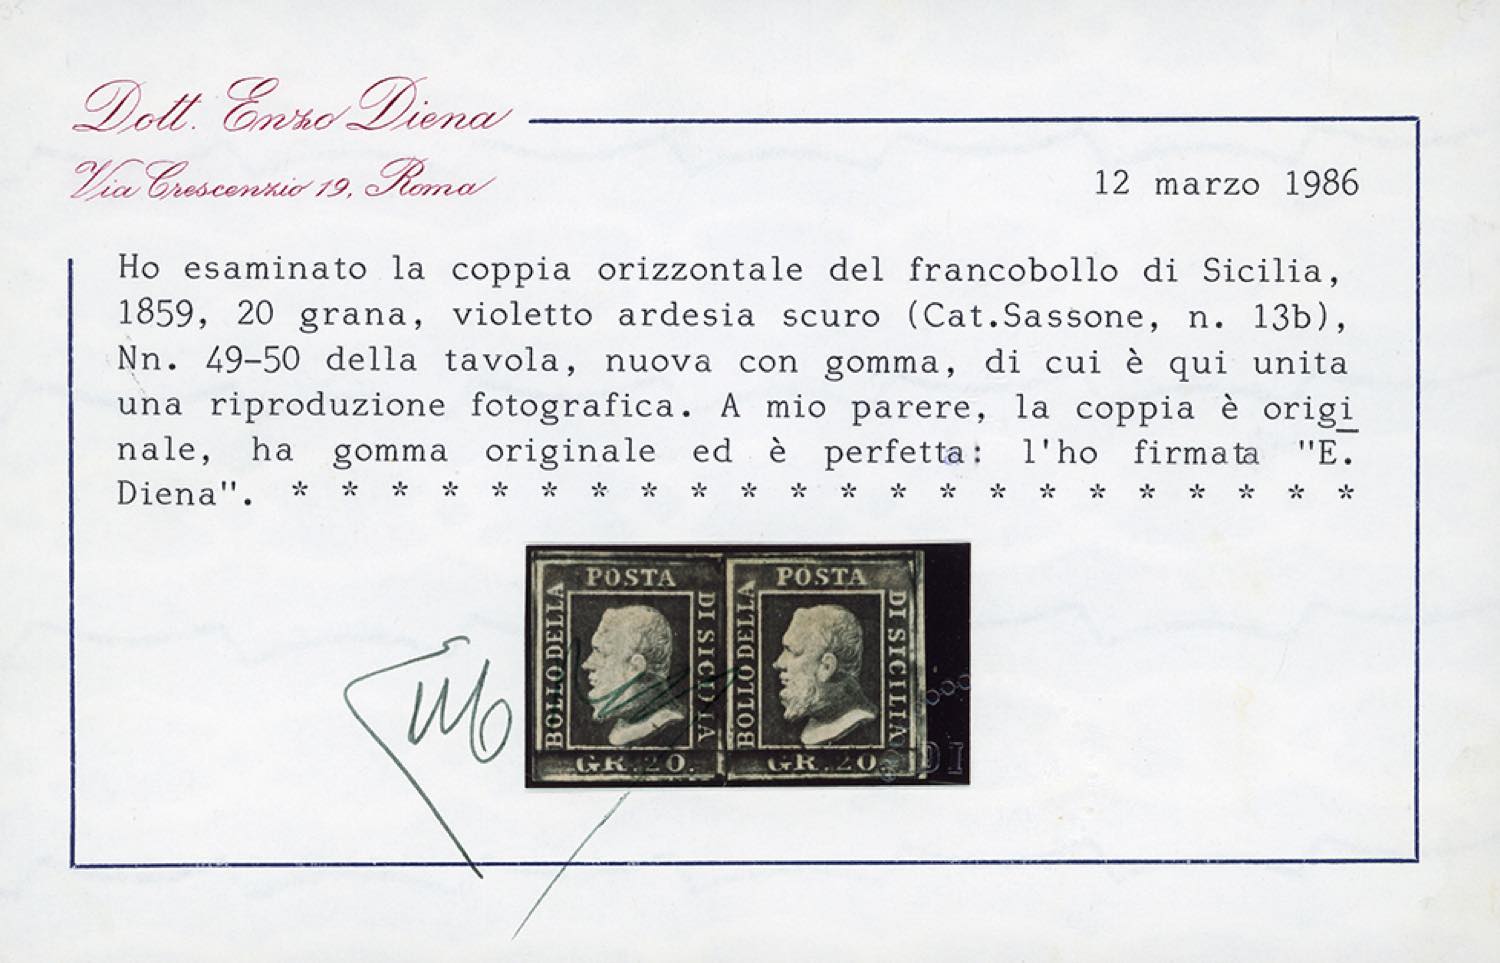 Dott. Enzo Diena
Via Crescenzio 19, Roma
12 marzo 1986
Ho esaminato la coppia orizzontale del francobollo di Sicilia,
1859, 20 grana, violetto ardesia scuro (Cat.Sassone, n. 13b),
Nn. 49-50 della tavola, nuova con gomma, di cui è qui unita
una riproduzione fotografica. A mio parere, la coppia è origi
nale, ha gomma originale ed è perfetta: l'ho firmata "E.
Diena". * * * * * * * * * * * * * * * * * * * * * *
BOLLO DELLA
POSTA
DI SICILIA
GR. 20.
BOLLO DELLA
POSTA
DI SICILIA
GR. 20.
DI